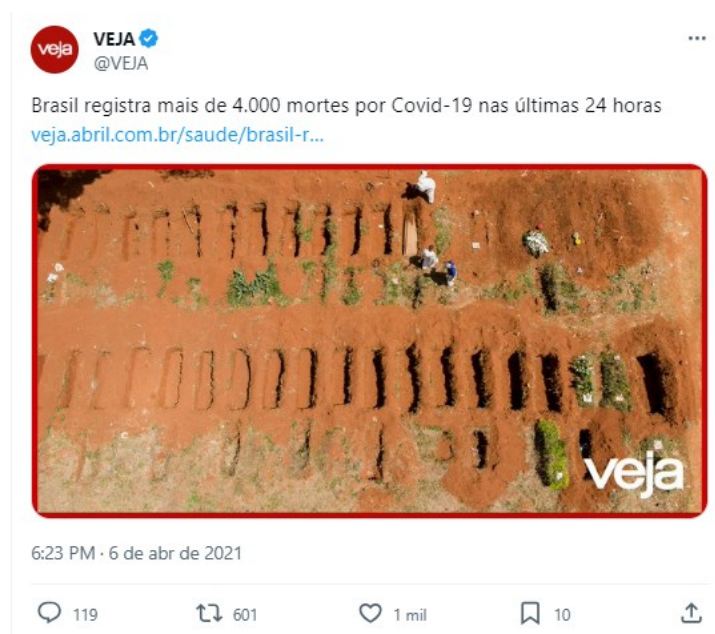 veja
VEJA
@VEJA
Brasil registra mais de 4.000 mortes por Covid-19 nas últimas 24 horas
veja.abril.com.br/saude/brasil-r...
veja
6:23 PM · 6 de abr de 2021
119 601 1 mil 10